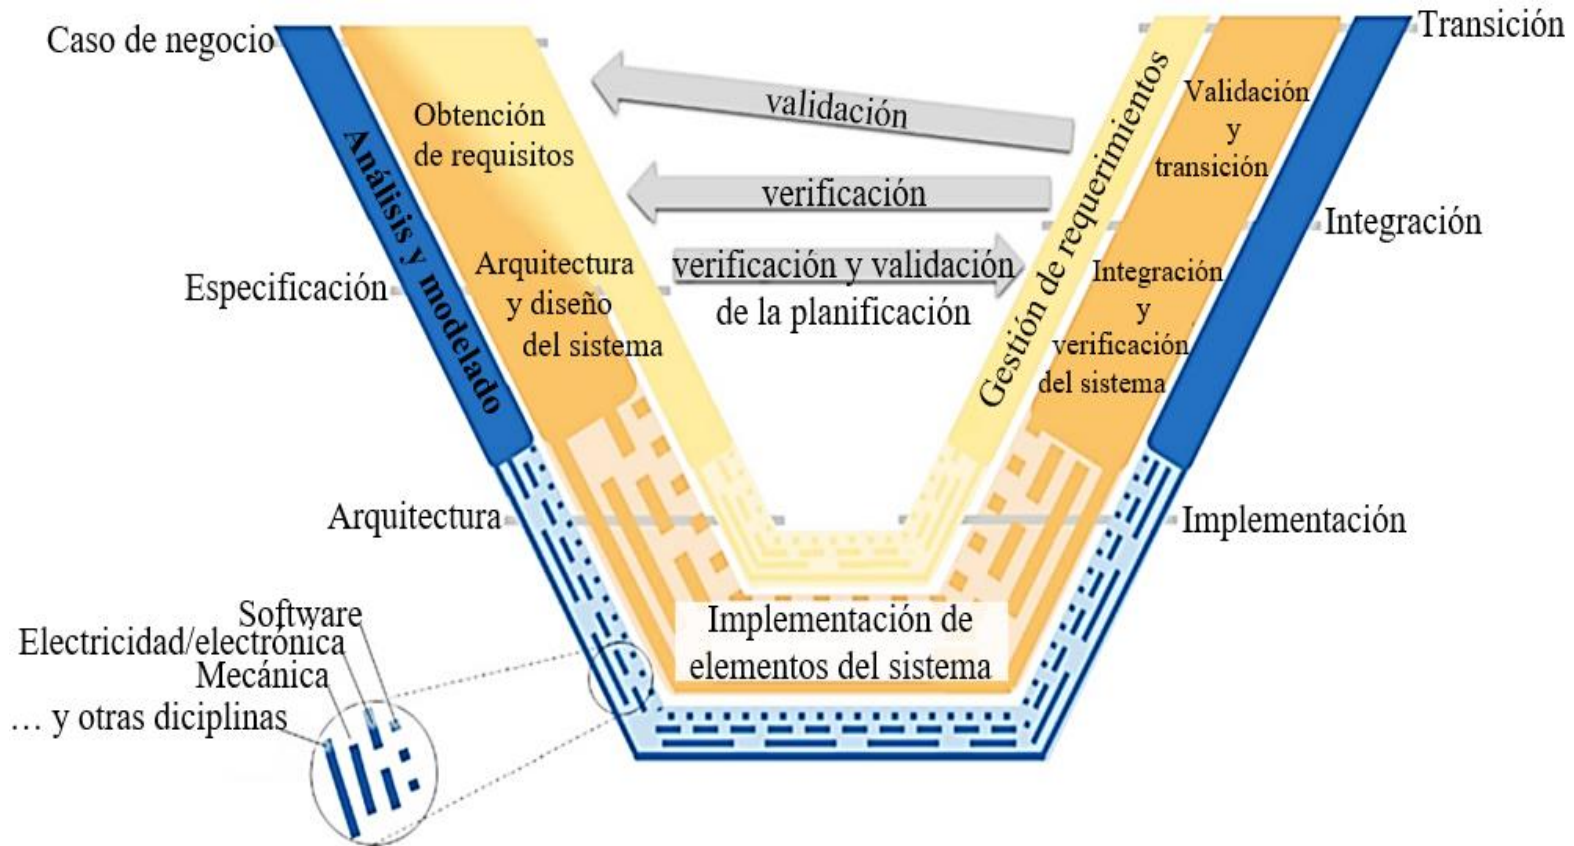 Caso de negocio
Transición
Obtención
de requisitos
validación
Validación
y
transición
Análisis y modelado
verificación
Gestión de requerimientos
Integración
Especificación
Arquitectura
y diseño
del sistema
verificación y validación
de la planificación
Integración
y
verificación
del sistema
Arquitectura
Implementación
Software
Electricidad/electrónica
Mecánica
… y otras diciplinas
Implementación de
elementos del sistema